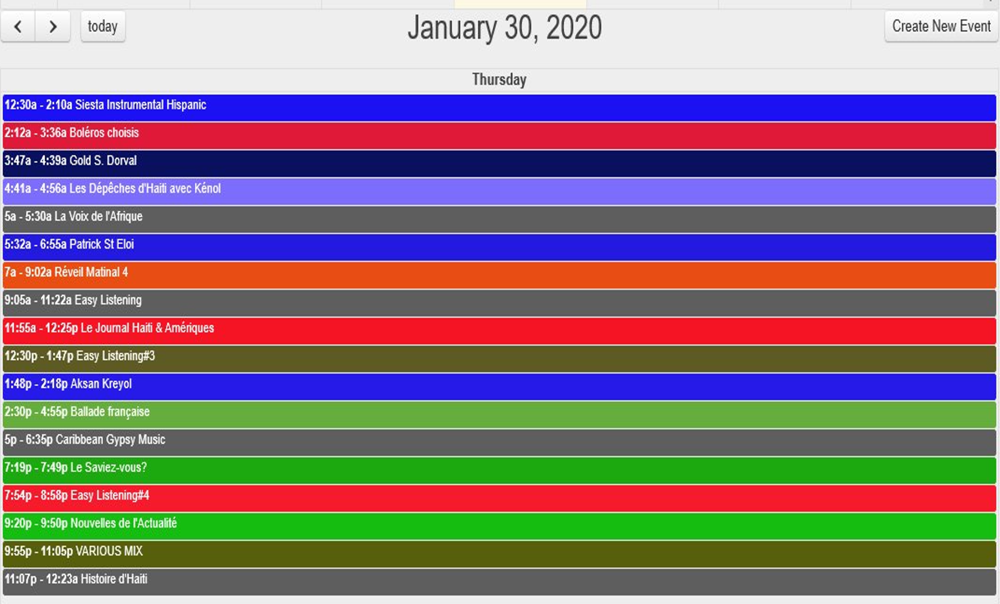 today
January 30, 2020
Create New Event
Thursday
12:30a - 2:10a Siesta Instrumental Hispanic
2:12a - 3:36a Boléros choisis
3:47a - 4:39a Gold S. Dorval
4:41a - 4:56a Les Dépêches d'Haiti avec Kénol
5a - 5:30a La Voix de l'Afrique
5:32a - 6:55a Patrick St Eloi
7a - 9:02a Réveil Matinal 4
9:05a - 11:22a Easy Listening
11:55a - 12:25p Le Journal Haiti & Amériques
12:30p - 1:47p Easy Listening#3
1:48p - 2:18p Aksan Kreyol
2:30p - 4:55p Ballade française
5p - 6:35p Caribbean Gypsy Music
7:19p - 7:49p Le Saviez-vous?
7:54p - 8:58p Easy Listening#4
9:20p - 9:50p Nouvelles de l'Actualité
9:55p - 11:05p VARIOUS MIX
11:07p - 12:23a Histoire d'Haiti